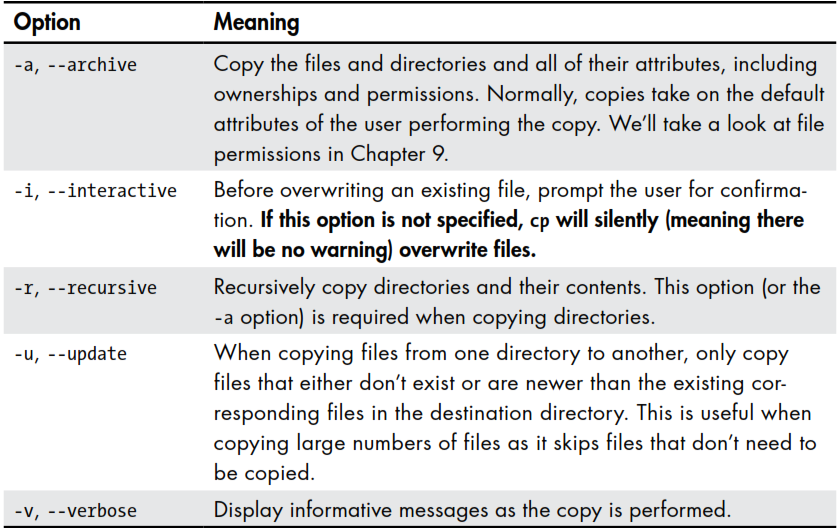 Option Meaning
-a, --archive Copy the files and directories and all of their attributes, including
ownerships and permissions. Normally, copies take on the default
attributes of the user performing the copy. We’ll take a look at file
permissions in Chapter 9.
-i, --interactive Before overwriting an existing file, prompt the user for confirma-
tion. If this option is not specified, cp will silently (meaning there
will be no warning) overwrite files.
-r, --recursive Recursively copy directories and their contents. This option (or the
-a option) is required when copying directories.
-u, --update When copying files from one directory to another, only copy
files that either don’t exist or are newer than the existing cor-
responding files in the destination directory. This is useful when
copying large numbers of files as it skips files that don’t need to
be copied.
-v, --verbose Display informative messages as the copy is performed.